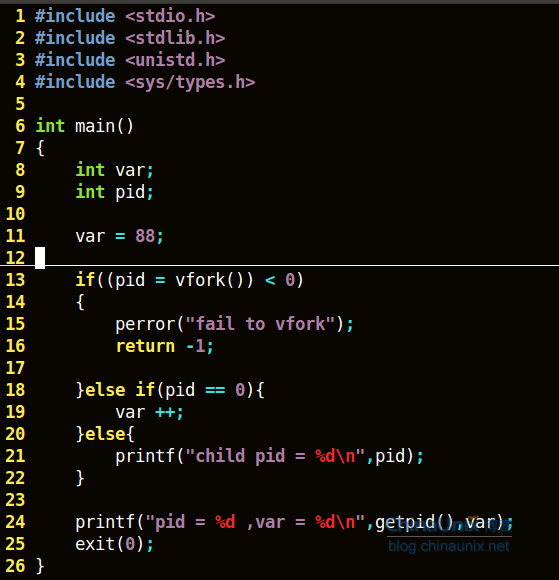 1 #include <stdio.h>
2 #include <stdlib.h>
3 #include <unistd.h>
4 #include <sys/types.h>
5
6 int main()
7 {
8     int var;
9     int pid;
10
11     var = 88;
12
13     if((pid = vfork()) < 0)
14     {
15         perror("fail to vfork");
16         return -1;
17
18     }else if(pid == 0){
19         var ++;
20     }else{
21         printf("child pid = %d\n",pid);
22     }
23
24     printf("pid = %d ,var = %d\n",getpid(),var);
25     exit(0);
26 }
blog.chinaunix.net